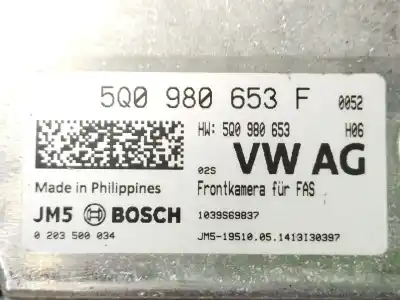 5Q0 980 653 F 0052
HW: 5Q0 980 653 H06
02S VW AG
Made in Philippines Frontkamera für FAS
JM5 BOSCH 1039S69837
0 203 500 034 JM5-19510.05.1413I30397